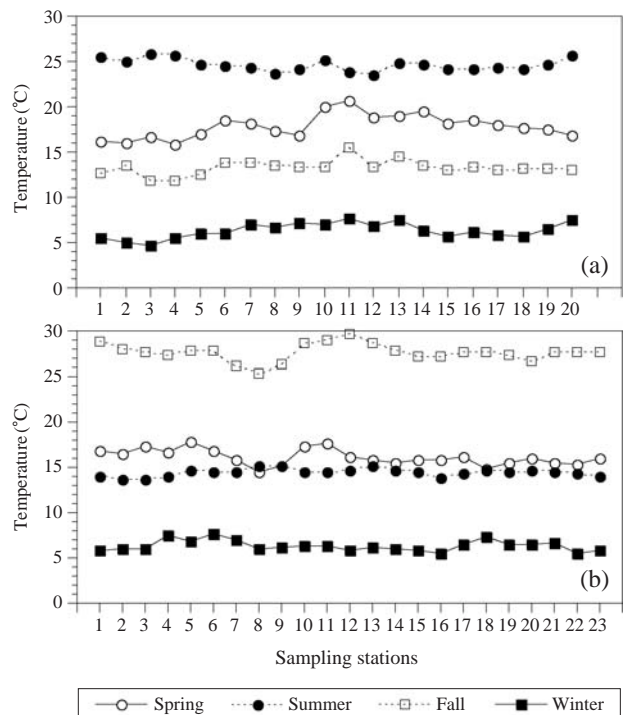 30
25
20
15
10
5
0
Temperature (°C)
(a)
1 2 3 4 5 6 7 8 9 10 11 12 13 14 15 16 17 18 19 20
30
25
20
15
10
5
0
Temperature (°C)
(b)
1 2 3 4 5 6 7 8 9 10 11 12 13 14 15 16 17 18 19 20 21 22 23
Sampling stations
Spring Summer Fall Winter